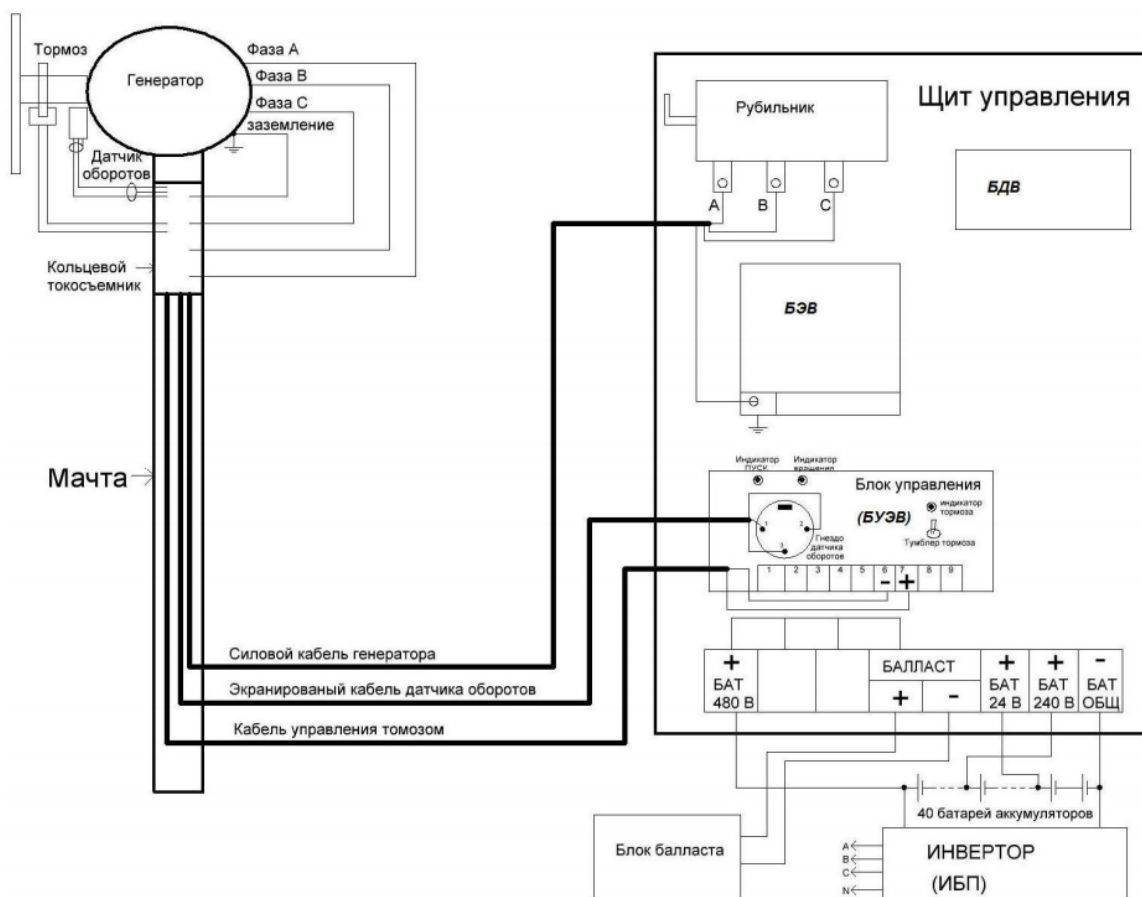 Тормоз
Генератор
Фаза А
Фаза В
Фаза С
заземление
Датчик
оборотов
Кольцевой
токосъемник
Мачта
Щит управления
Рубильник
А
В
С
БДВ
БЭВ
Индикатор
ПУСК
Индикатор
вращения
Блок управления
(БУЭВ)
индикатор
тормоза
Тумблер тормоза
1
2
3
Гнездо
датчика
оборотов
1 2 3 4 5 6 7 8 9
- +
Силовой кабель генератора
Экранированый кабель датчика оборотов
Кабель управления томозом
+
БАТ
480 В
БАЛЛАСТ
+ -
+
БАТ
24 В
+
БАТ
240 В
-
БАТ
ОБЩ
40 батарей аккумуляторов
Блок балласта
А
В
С
N
ИНВЕРТОР
(ИБП)